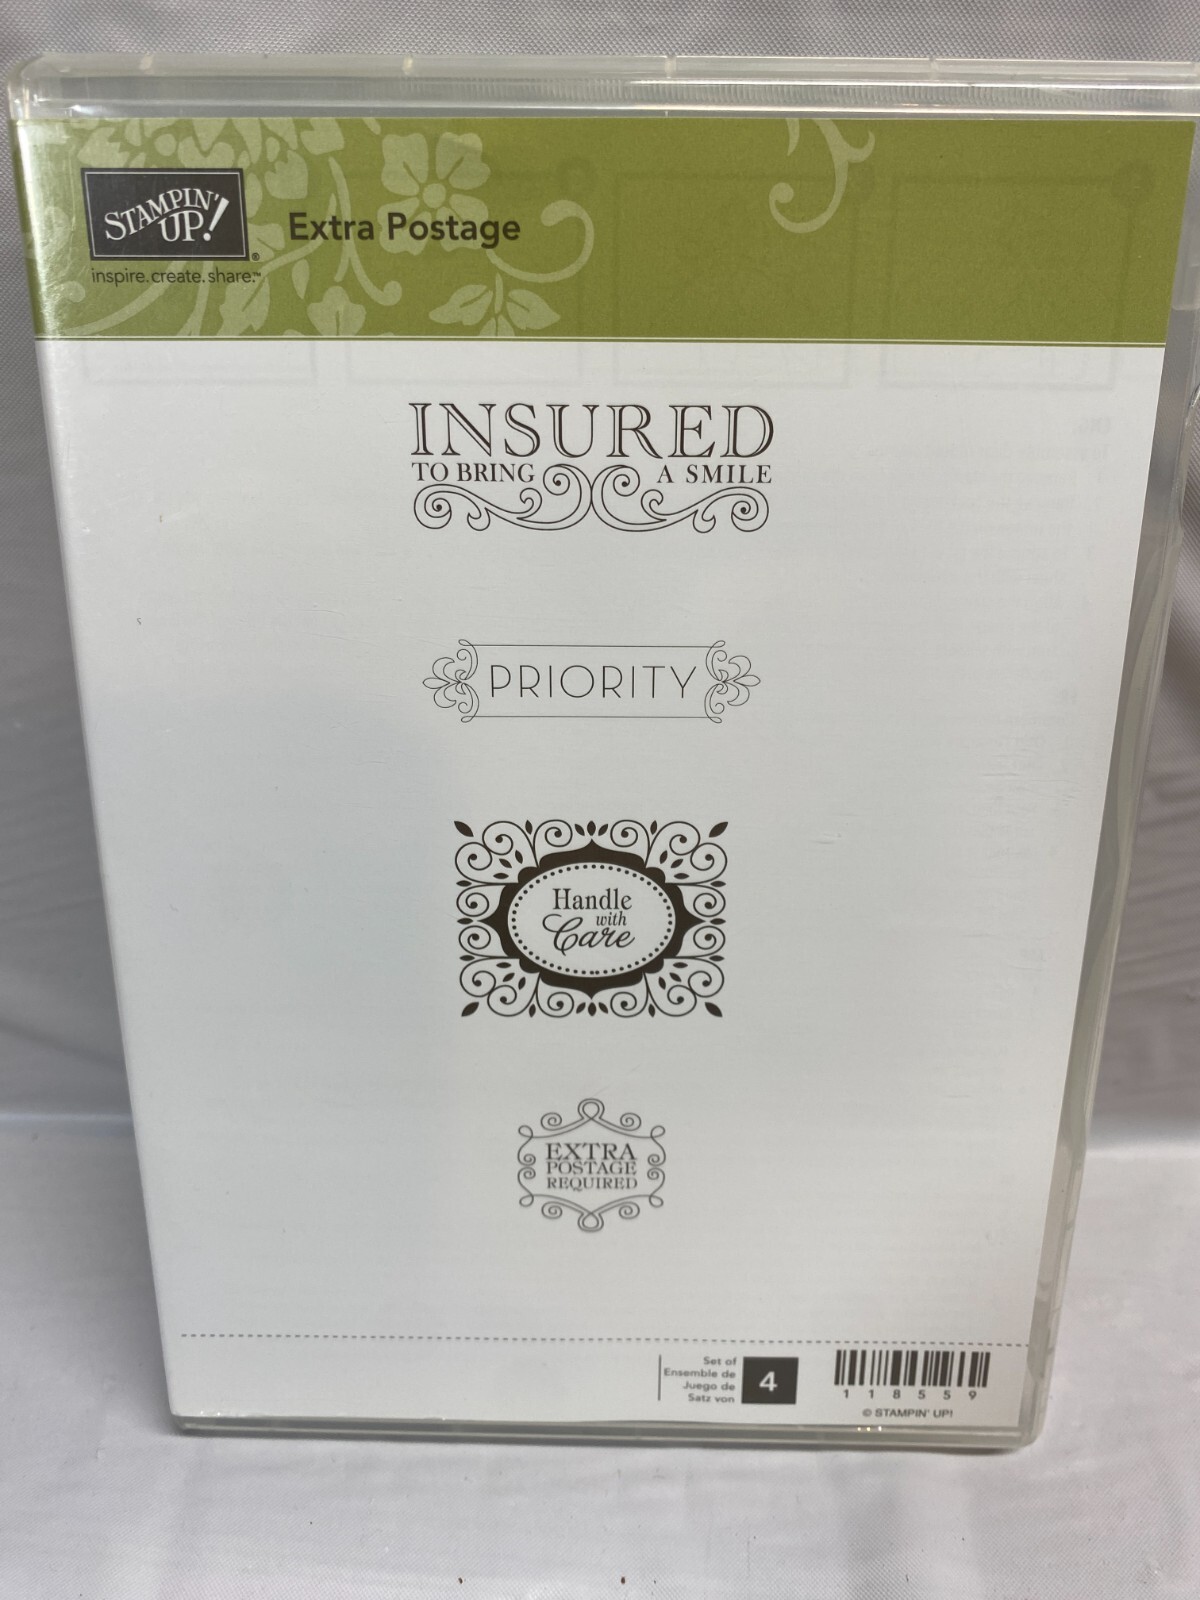 STAMPIN'
UP!®
inspire.create.share.™
Extra Postage
INSURED
TO BRING A SMILE
PRIORITY
Handle
with
Care
EXTRA
POSTAGE
REQUIRED
Set of
Ensemble de
Juego de
Satz von
4
118559
© STAMPIN' UP!